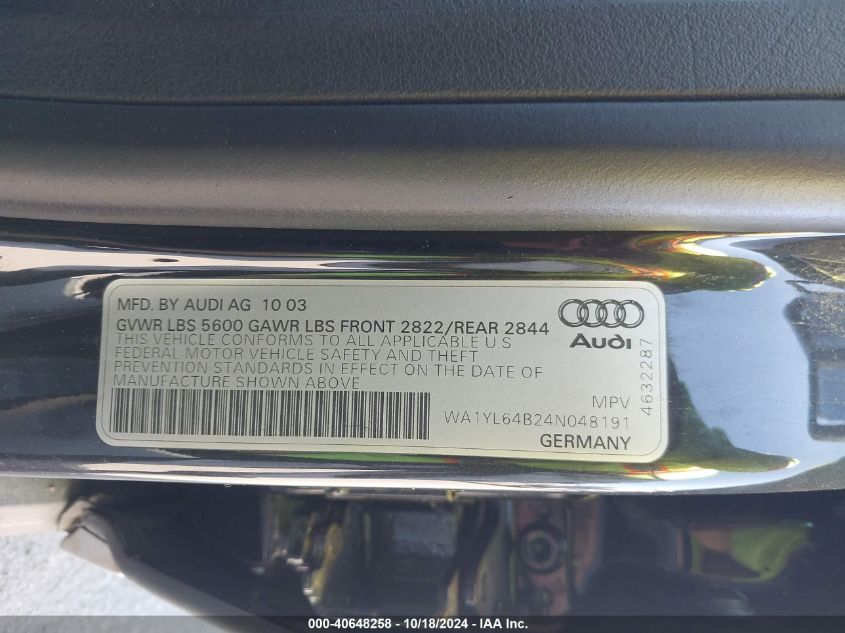 MFD. BY AUDI AG 10 03
GVWR LBS 5600 GAWR LBS FRONT 2822/REAR 2844
THIS VEHICLE CONFORMS TO ALL APPLICABLE U S
FEDERAL MOTOR VEHICLE SAFETY AND THEFT
PREVENTION STANDARDS IN EFFECT ON THE DATE OF
MANUFACTURE SHOWN ABOVE
Audi
4632287
MPV
WA1YL64B24N048191
GERMANY
000-40648258 - 10/18/2024 - IAAI.com